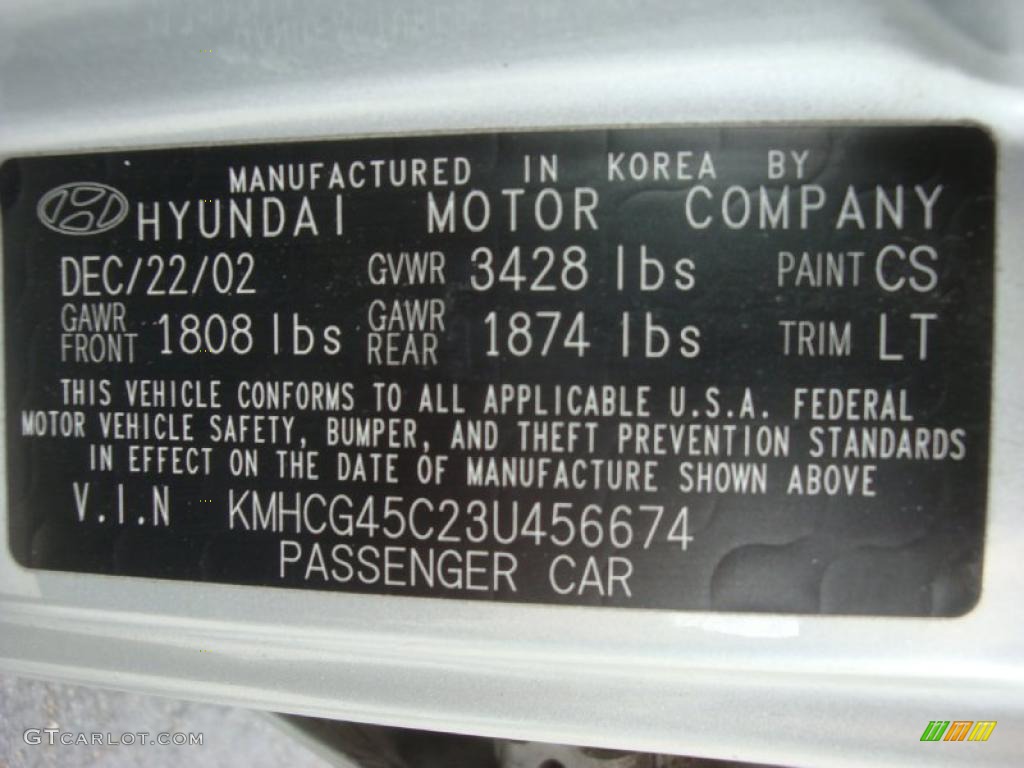 MANUFACTURED IN KOREA BY
HYUNDAI MOTOR COMPANY
DEC/22/02 GVWR 3428 lbs PAINT CS
GAWR FRONT 1808 lbs GAWR REAR 1874 lbs TRIM LT
THIS VEHICLE CONFORMS TO ALL APPLICABLE U.S.A. FEDERAL
MOTOR VEHICLE SAFETY, BUMPER, AND THEFT PREVENTION STANDARDS
IN EFFECT ON THE DATE OF MANUFACTURE SHOWN ABOVE
V.I.N KMHCG45C23U456674
PASSENGER CAR
GTCARLOT.COM